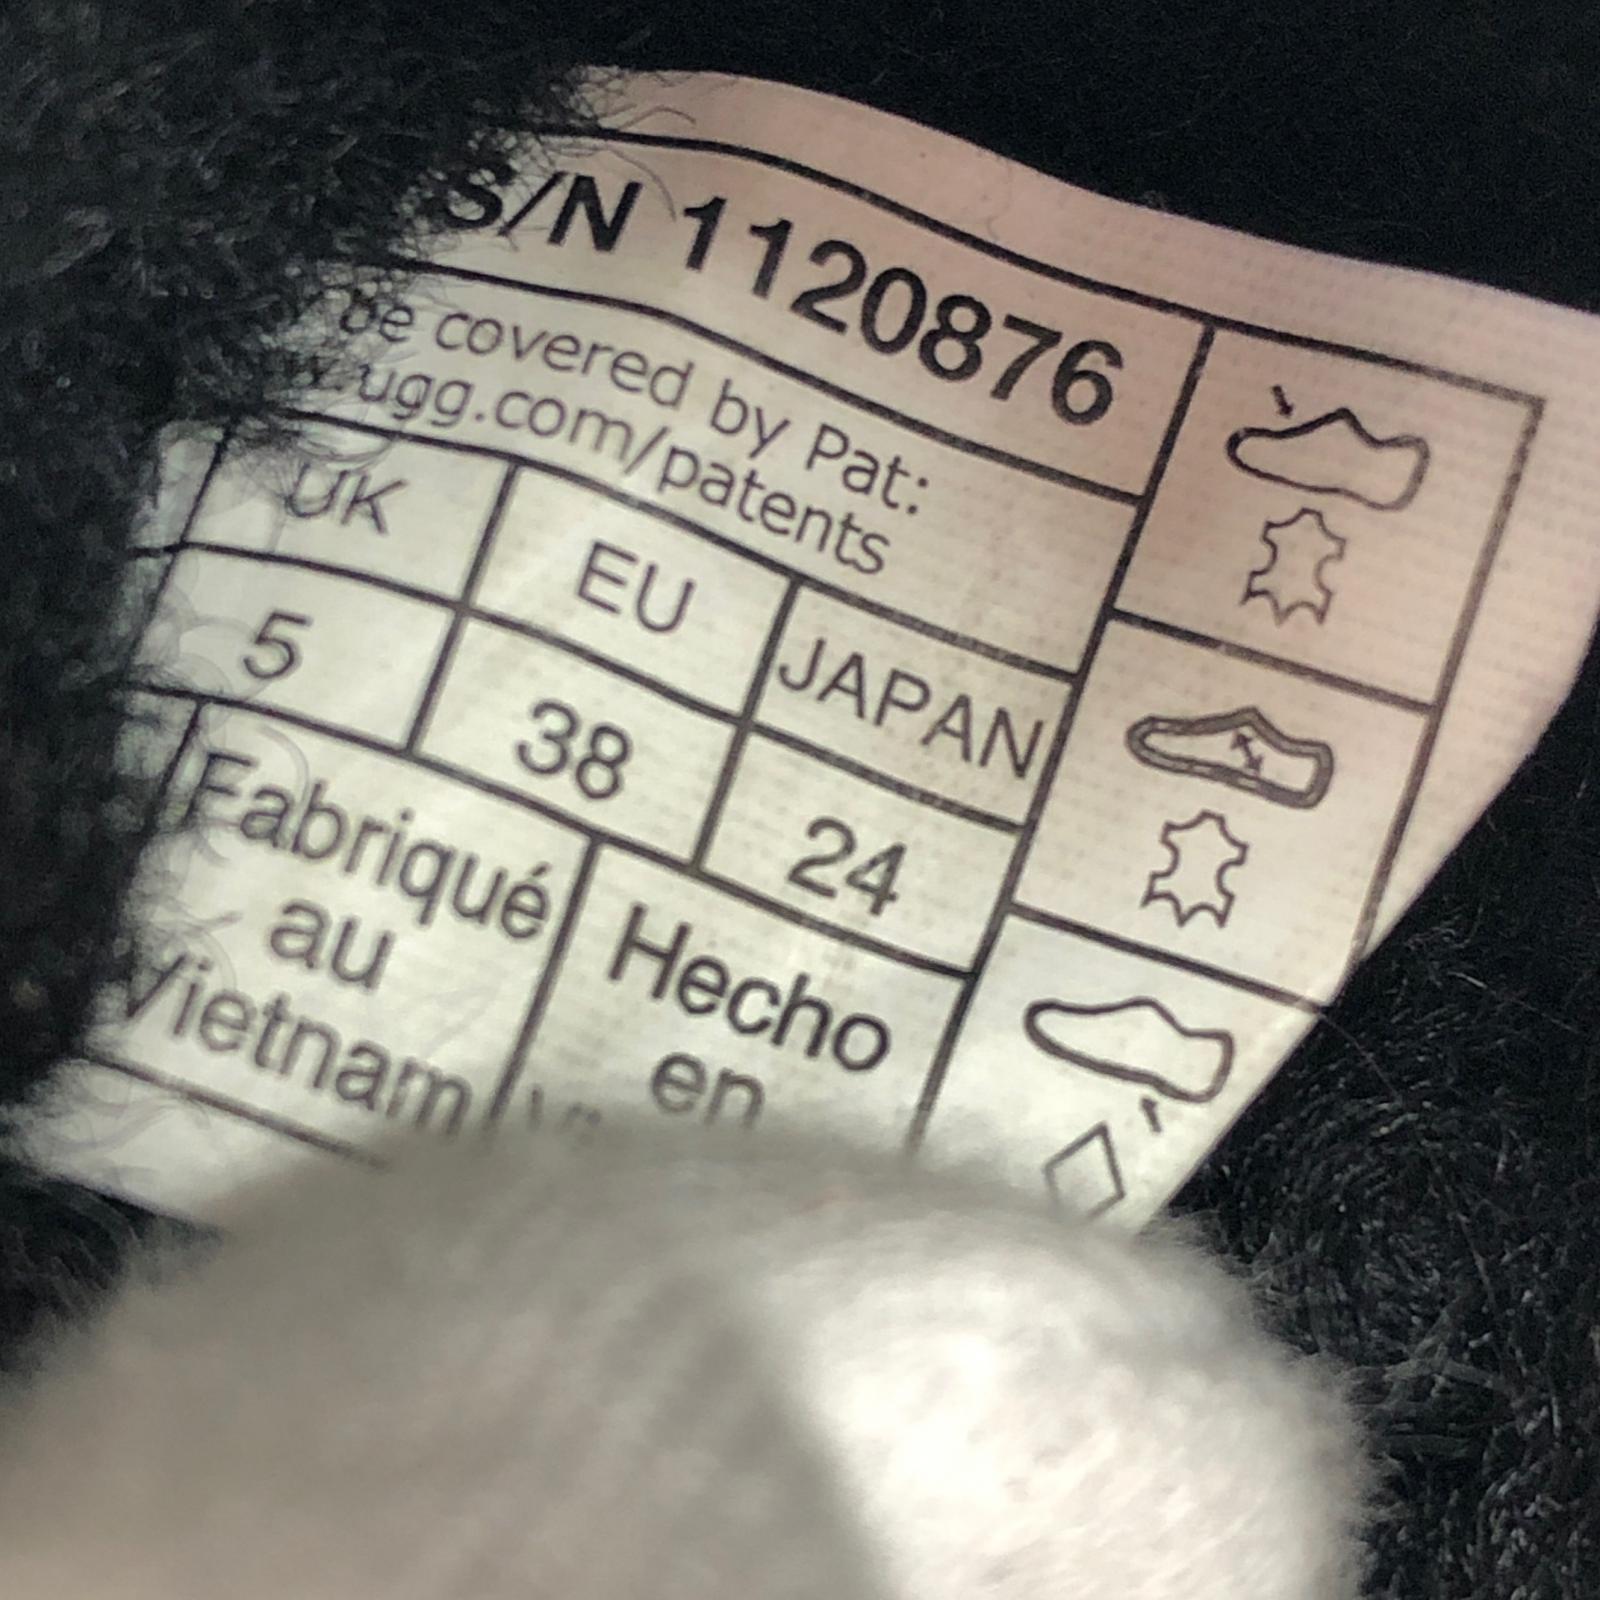 S/N 1120876
be covered by Pat:
.ugg.com/patents
UK EU JAPAN
5 38 24
Fabriqué
au
Vietnam
Hecho
en